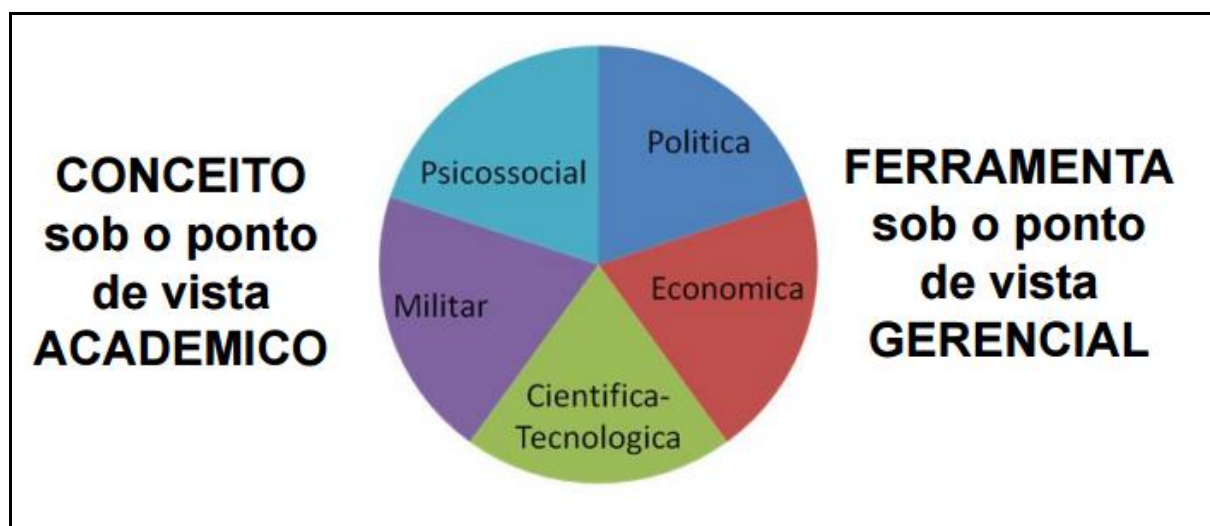 CONCEITO
sob o ponto
de vista
ACADEMICO
Psicossocial
Politica
Militar
Economica
Cientifica-
Tecnologica
FERRAMENTA
sob o ponto
de vista
GERENCIAL